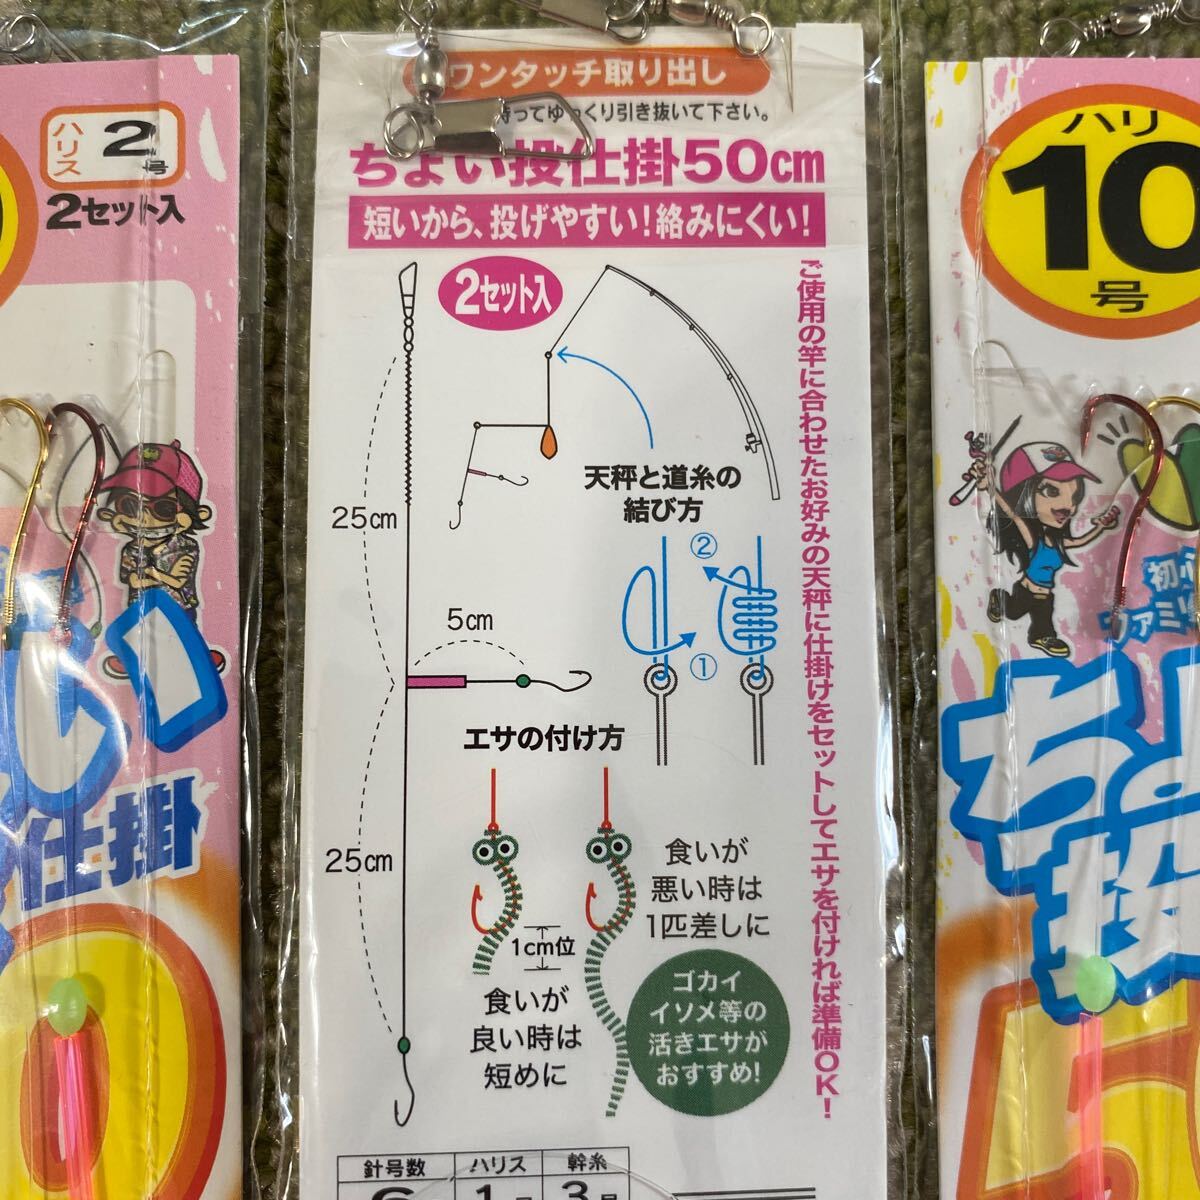 ハリス
2号
2セット入
仕掛
ワンタッチ取り出し
持ってゆっくり引き抜いて下さい。
ちょい投仕掛50cm
短いから、投げやすい!絡みにくい!
2セット入
ご使用の竿に合わせたお好みの天秤に仕掛けをセットしてエサを付ければ準備OK!
天秤と道糸の
結び方
25cm
②
①
5cm
エサの付け方
25cm
1cm位
食いが
良い時は
短めに
食いが
悪い時は
1匹差しに
ゴカイ
イソメ等の
活きエサが
おすすめ!
針号数
ハリス
幹糸
ハリ
10
号